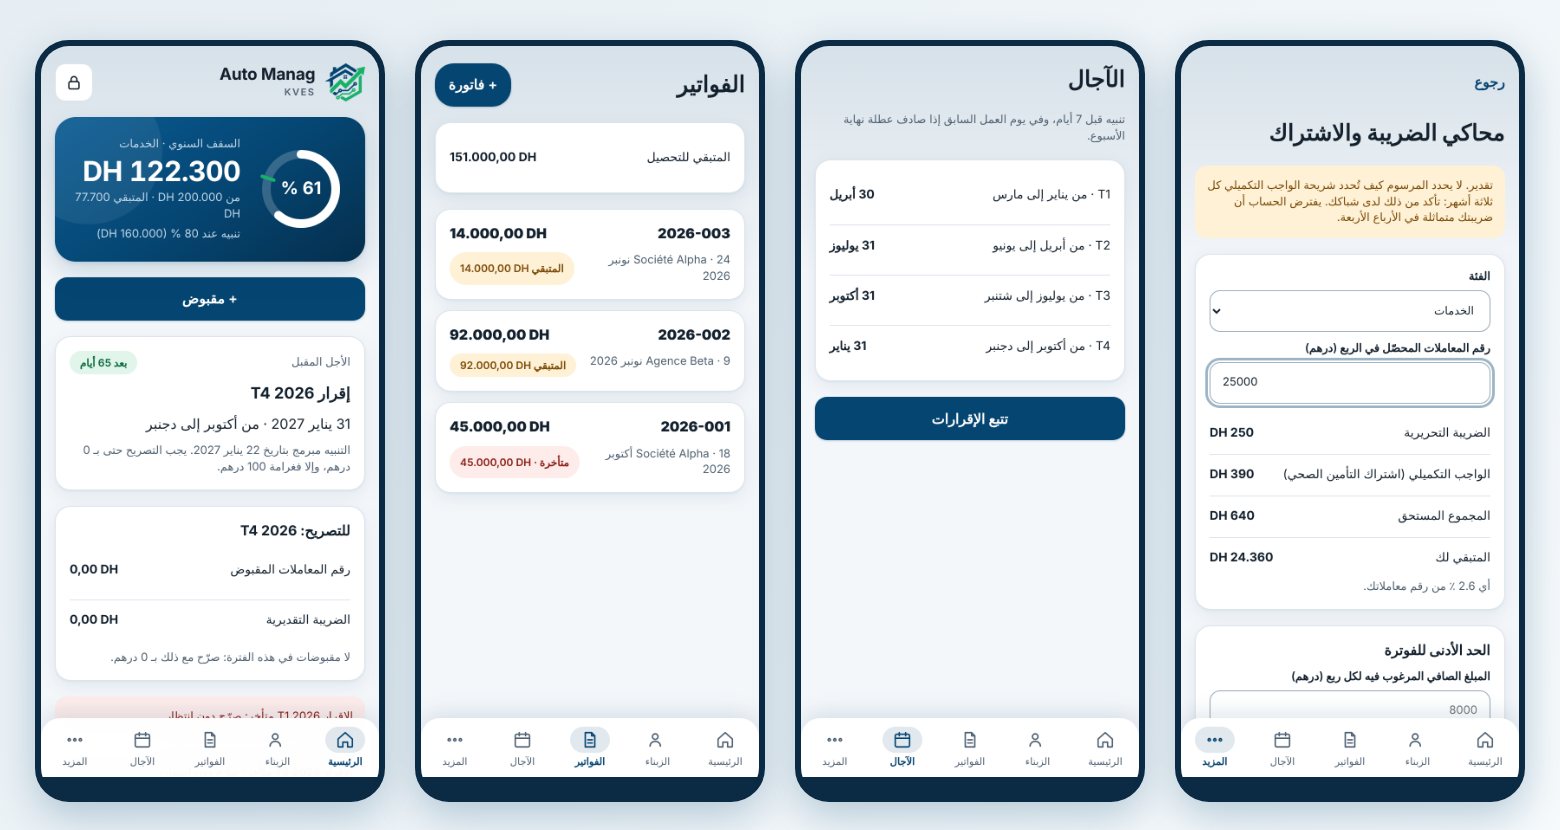 Auto Manag
KVES
السقف السنوي · الخدمات
122.300 DH
من 200.000 DH · المتبقي 77.700
DH
تنبيه عند 80 % (160.000 DH)
61 %
+ مقبوض
الأجل المقبل
بعد 65 أيام
إقرار T4 2026
31 يناير 2027 · من أكتوبر إلى دجنبر
التنبيه مبرمج بتاريخ 22 يناير 2027. يجب التصريح حتى بـ 0
درهم، وإلا فغرامة 100 درهم.
للتصريح: T4 2026
رقم المعاملات المقبوض
0,00 DH
الضريبة التقديرية
0,00 DH
لا مقبوضات في هذه الفترة: صرّح مع ذلك بـ 0 درهم.
الإقرار T1 2026 متأخر: صرّح دون انتظار
الرئيسية
الزبناء
الفواتير
الآجال
المزيد
الفواتير
+ فاتورة
المتبقي للتحصيل
151.000,00 DH
2026-003
14.000,00 DH
Société Alpha · 24 نونبر
2026
المتبقي 14.000,00 DH
2026-002
92.000,00 DH
Agence Beta · 9 نونبر 2026
المتبقي 92.000,00 DH
2026-001
45.000,00 DH
Société Alpha · 18 أكتوبر
2026
متأخرة · 45.000,00 DH
الرئيسية
الزبناء
الفواتير
الآجال
المزيد
الآجال
تنبيه قبل 7 أيام، وفي يوم العمل السابق إذا صادف عطلة نهاية
الأسبوع.
T1 · من يناير إلى مارس
30 أبريل
T2 · من أبريل إلى يونيو
31 يوليوز
T3 · من يوليوز إلى شتنبر
31 أكتوبر
T4 · من أكتوبر إلى دجنبر
31 يناير
تتبع الإقرارات
الرئيسية
الزبناء
الفواتير
الآجال
المزيد
رجوع
محاكي الضريبة والاشتراك
تقدير. لا يحدد المرسوم كيف تُحدد شريحة الواجب التكميلي كل
ثلاثة أشهر: تأكد من ذلك لدى شباكك. يفترض الحساب أن
ضريبتك متماثلة في الأرباع الأربعة.
الفئة
الخدمات
رقم المعاملات المحصّل في الربع (درهم)
25000
الضريبة التحريرية
250 DH
الواجب التكميلي (اشتراك التأمين الصحي)
390 DH
المجموع المستحق
640 DH
المتبقي لك
24.360 DH
أي 2.6 ٪ من رقم معاملاتك.
الحد الأدنى للفوترة
المبلغ الصافي المرغوب فيه لكل ربع (درهم)
8000
الرئيسية
الزبناء
الفواتير
الآجال
المزيد